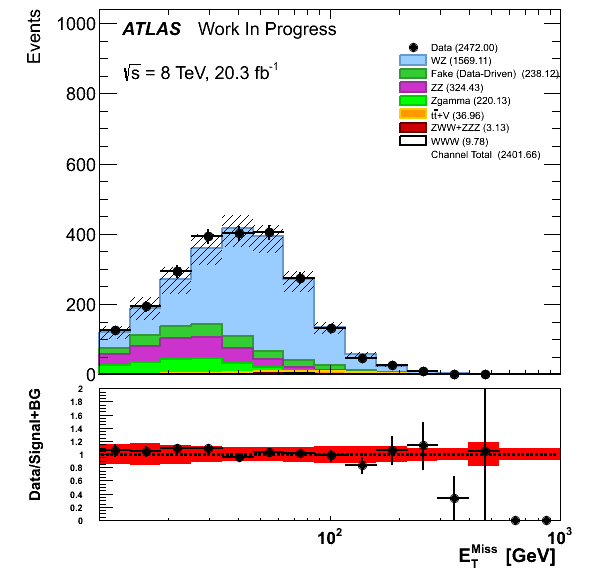 Events
1000
800
600
400
200
0
ATLAS Work In Progress
√s = 8 TeV, 20.3 fb⁻¹
Data (2472.00)
WZ (1569.11)
Fake (Data-Driven) (238.12)
ZZ (324.43)
Zgamma (220.13)
tt̄+V (36.96)
ZWW+ZZZ (3.13)
WWW (9.78)
Channel Total (2401.66)
Data/Signal+BG
2
1.8
1.6
1.4
1.2
1
0.8
0.6
0.4
0.2
0
10²
10³
E_T^Miss [GeV]